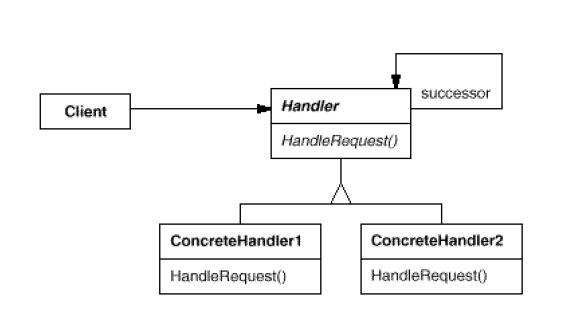 successor
Client
Handler
HandleRequest()
ConcreteHandler1
HandleRequest()
ConcreteHandler2
HandleRequest()